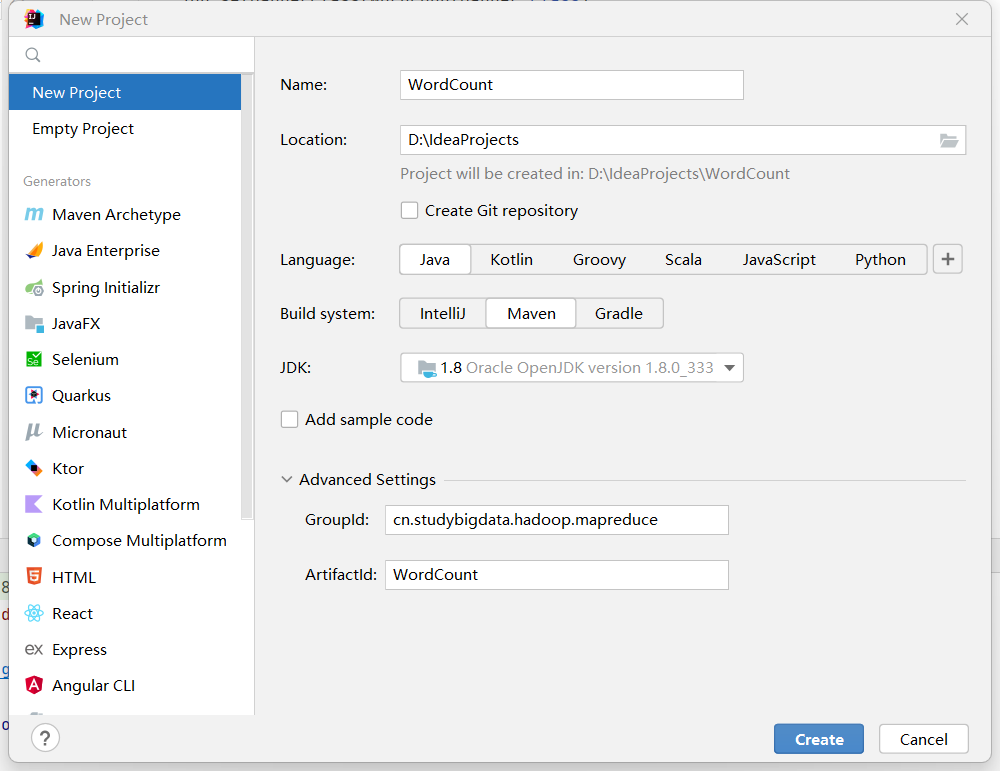 New Project
New Project
Empty Project
Generators
Maven Archetype
Java Enterprise
Spring Initializr
JavaFX
Selenium
Quarkus
Micronaut
Ktor
Kotlin Multiplatform
Compose Multiplatform
HTML
React
ex Express
Angular CLI
Name: WordCount
Location: D:\IdeaProjects
Project will be created in: D:\IdeaProjects\WordCount
Create Git repository
Language: Java Kotlin Groovy Scala JavaScript Python +
Build system: IntelliJ Maven Gradle
JDK: 1.8 Oracle OpenJDK version 1.8.0_333
Add sample code
Advanced Settings
GroupId: cn.studybigdata.hadoop.mapreduce
ArtifactId: WordCount
? Create Cancel